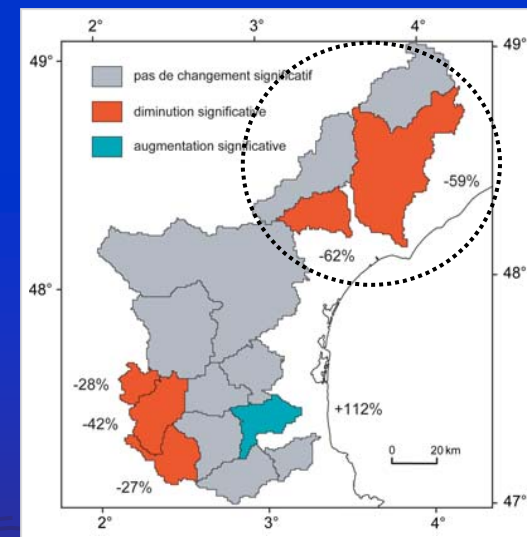 2° 3° 4°
49° 49°
pas de changement significatif
diminution significative
augmentation significative
-59%
-62%
48° 48°
-28%
-42%
+112%
-27%
0 20 km
47°
2° 3° 4°